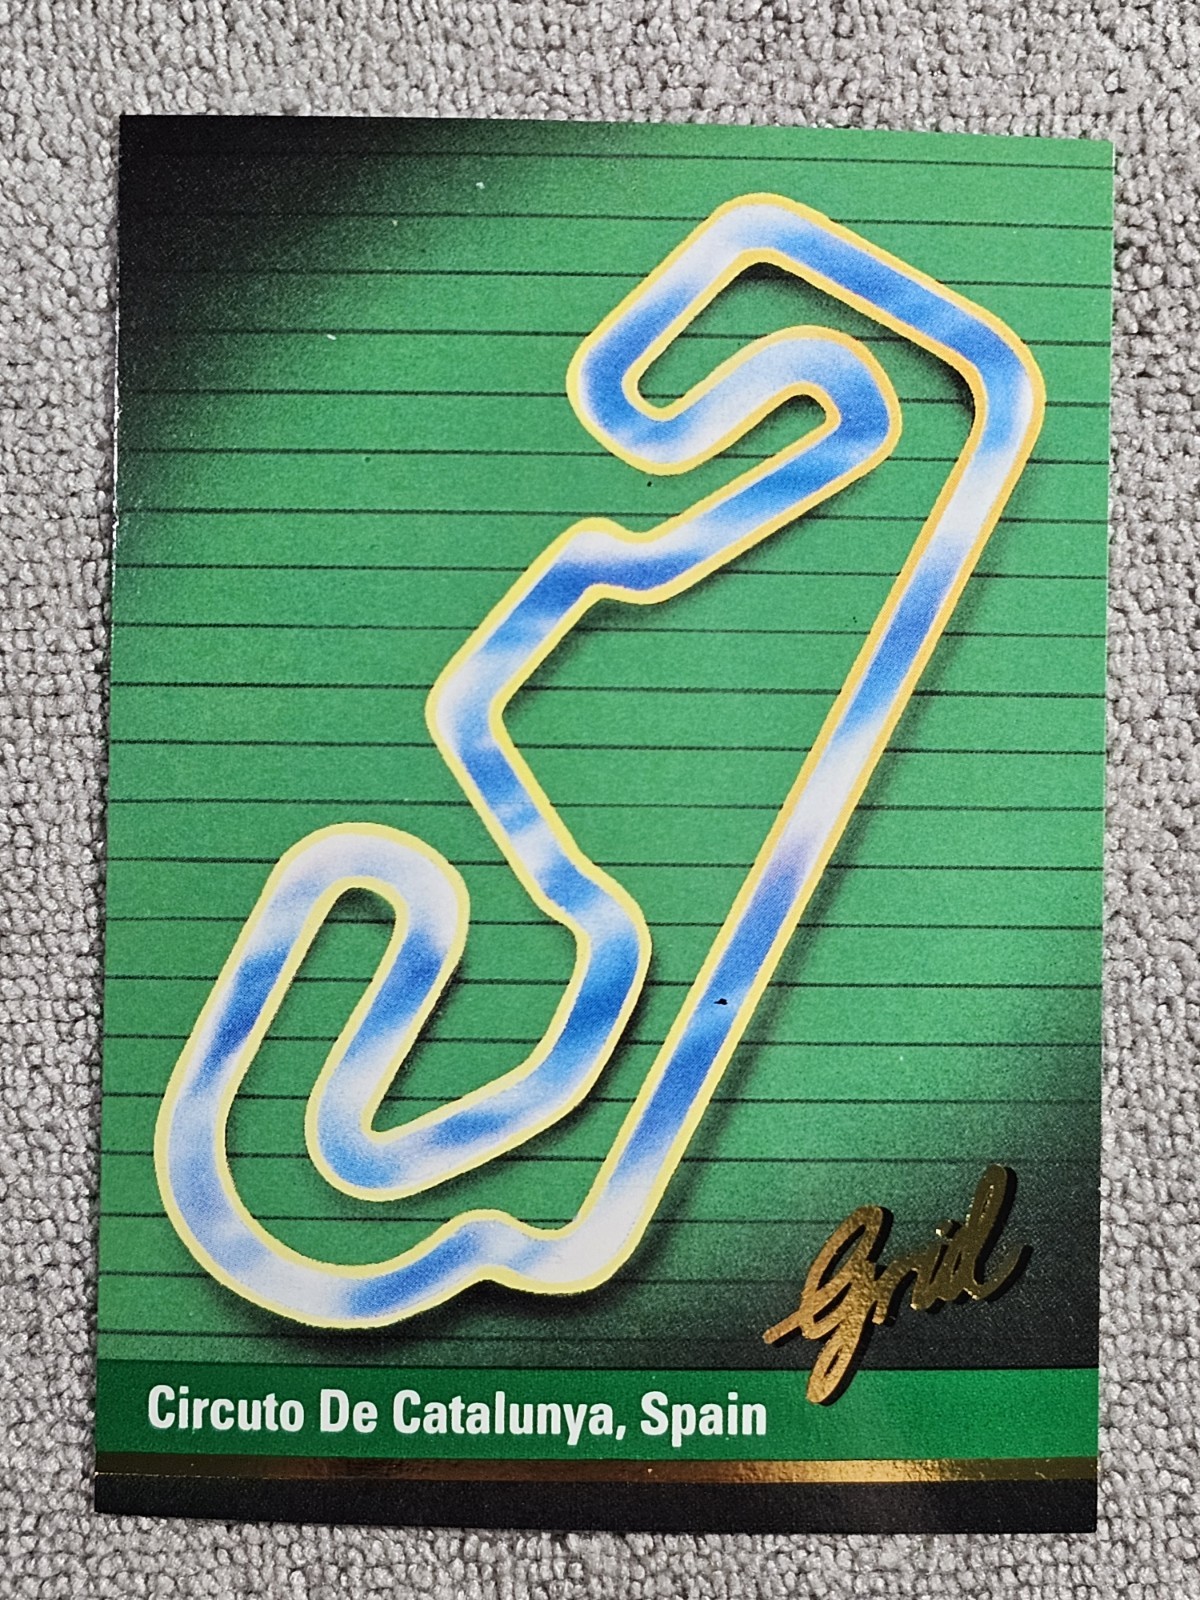 Grid
Circuto De Catalunya, Spain